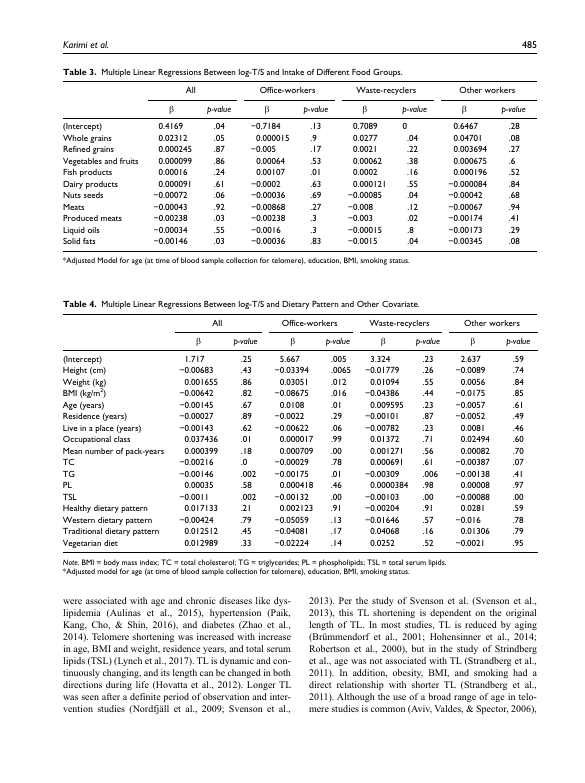 Karimi et al. 485
Table 3. Multiple Linear Regressions Between log-T/S and Intake of Different Food Groups.
All Office-workers Waste-recyclers Other workers
β p-value β p-value β p-value β p-value
(Intercept) 0.4169 .04 −0.7184 .13 0.7089 0 0.6467 .28
Whole grains 0.02312 .05 0.000015 .9 0.0277 .04 0.04701 .08
Refined grains 0.000245 .87 −0.005 .17 0.0021 .22 0.003694 .27
Vegetables and fruits 0.000099 .86 0.00064 .53 0.00062 .38 0.000675 .6
Fish products 0.00016 .24 0.00107 .01 0.0002 .16 0.000196 .52
Dairy products 0.000091 .61 −0.0002 .63 0.000121 .55 −0.000084 .84
Nuts seeds −0.00072 .06 −0.00036 .69 −0.00085 .04 −0.00042 .68
Meats −0.00043 .92 −0.00868 .27 −0.008 .12 −0.00067 .94
Produced meats −0.00238 .03 −0.00238 .3 −0.003 .02 −0.00174 .41
Liquid oils −0.00034 .55 −0.0016 .3 −0.00015 .8 −0.00173 .29
Solid fats −0.00146 .03 −0.00036 .83 −0.0015 .04 −0.00345 .08
*Adjusted Model for age (at time of blood sample collection for telomere), education, BMI, smoking status.
Table 4. Multiple Linear Regressions Between log-T/S and Dietary Pattern and Other Covariate.
All Office-workers Waste-recyclers Other workers
β p-value β p-value β p-value β p-value
(Intercept) 1.717 .25 5.667 .005 3.324 .23 2.637 .59
Height (cm) −0.00683 .43 −0.03394 .0065 −0.01779 .26 −0.0089 .74
Weight (kg) 0.001655 .86 0.03051 .012 0.01094 .55 0.0056 .84
BMI (kg/m²) −0.00642 .82 −0.08675 .016 −0.04386 .44 −0.0175 .85
Age (years) −0.00145 .67 0.0108 .01 0.009595 .23 −0.0057 .61
Residence (years) −0.00027 .89 −0.0022 .29 −0.00101 .87 −0.0052 .49
Live in a place (years) −0.00143 .62 −0.00622 .06 −0.00782 .23 0.0081 .46
Occupational class 0.037436 .01 0.000017 .99 0.01372 .71 0.02494 .60
Mean number of pack-years 0.000399 .18 0.000709 .00 0.001271 .56 0.00082 .70
TC −0.00216 .0 −0.00029 .78 0.000691 .61 −0.00387 .07
TG −0.00146 .002 −0.00175 .01 −0.00309 .006 −0.00138 .41
PL 0.00035 .58 0.000418 .46 0.0000384 .98 0.00008 .97
TSL −0.0011 .002 −0.00132 .00 −0.00103 .00 −0.00088 .00
Healthy dietary pattern 0.017133 .21 0.002123 .91 −0.00204 .91 0.0281 .59
Western dietary pattern −0.00424 .79 −0.05059 .13 −0.01646 .57 −0.016 .78
Traditional dietary pattern 0.012512 .45 −0.04081 .17 0.04068 .16 0.01306 .79
Vegetarian diet 0.012989 .33 −0.02224 .14 0.0252 .52 −0.0021 .95
Note. BMI = body mass index; TC = total cholesterol; TG = triglycerides; PL = phospholipids; TSL = total serum lipids.
*Adjusted model for age (at time of blood sample collection for telomere), education, BMI, smoking status.
were associated with age and chronic diseases like dys-
lipidemia (Aulinas et al., 2015), hypertension (Paik,
Kang, Cho, & Shin, 2016), and diabetes (Zhao et al.,
2014). Telomere shortening was increased with increase
in age, BMI and weight, residence years, and total serum
lipids (TSL) (Lynch et al., 2017). TL is dynamic and con-
tinuously changing, and its length can be changed in both
directions during life (Hovatta et al., 2012). Longer TL
was seen after a definite period of observation and inter-
vention studies (Nordfjäll et al., 2009; Svenson et al.,
2013). Per the study of Svenson et al. (Svenson et al.,
2013), this TL shortening is dependent on the original
length of TL. In most studies, TL is reduced by aging
(Brümmendorf et al., 2001; Hohensinner et al., 2014;
Robertson et al., 2000), but in the study of Strindberg
et al., age was not associated with TL (Strandberg et al.,
2011). In addition, obesity, BMI, and smoking had a
direct relationship with shorter TL (Strandberg et al.,
2011). Although the use of a broad range of age in telo-
mere studies is common (Aviv, Valdes, & Spector, 2006),